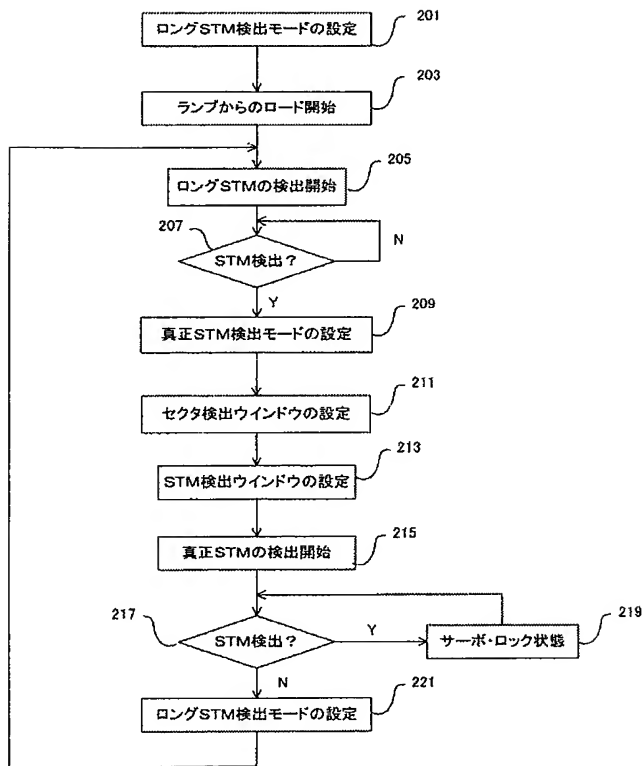 ロングSTM検出モードの設定
201
203
ランプからのロード開始
ロングSTMの検出開始
205
207
N
STM検出？
Y
209
真正STM検出モードの設定
211
セクタ検出ウインドウの設定
213
STM検出ウインドウの設定
215
真正STMの検出開始
217
STM検出？
Y
サーボ・ロック状態
219
N
221
ロングSTM検出モードの設定